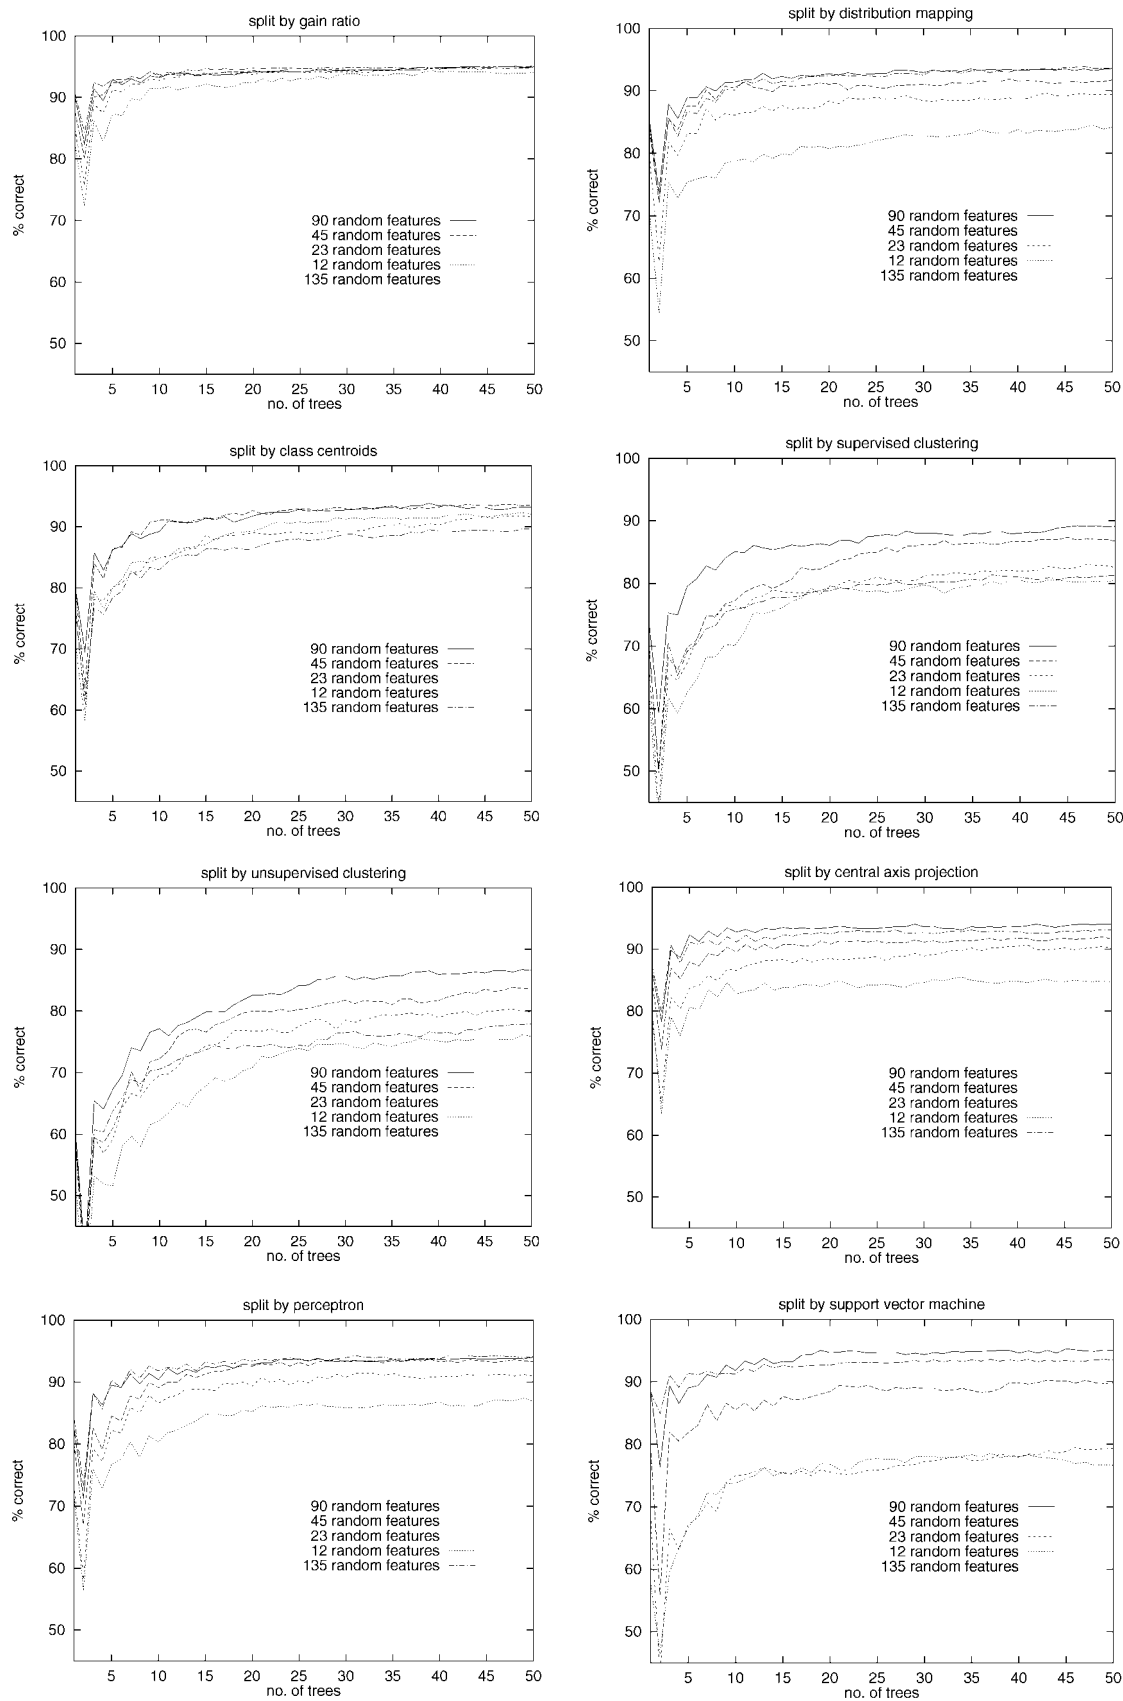 split by gain ratio
100
90
80
70
60
50
% correct
90 random features
45 random features
23 random features
12 random features
135 random features
5 10 15 20 25 30 35 40 45 50
no. of trees
split by distribution mapping
100
90
80
70
60
50
% correct
90 random features
45 random features
23 random features
12 random features
135 random features
5 10 15 20 25 30 35 40 45 50
no. of trees
split by class centroids
100
90
80
70
60
50
% correct
90 random features
45 random features
23 random features
12 random features
135 random features
5 10 15 20 25 30 35 40 45 50
no. of trees
split by supervised clustering
100
90
80
70
60
50
% correct
90 random features
45 random features
23 random features
12 random features
135 random features
5 10 15 20 25 30 35 40 45 50
no. of trees
split by unsupervised clustering
100
90
80
70
60
50
% correct
90 random features
45 random features
23 random features
12 random features
135 random features
5 10 15 20 25 30 35 40 45 50
no. of trees
split by central axis projection
100
90
80
70
60
50
% correct
90 random features
45 random features
23 random features
12 random features
135 random features
5 10 15 20 25 30 35 40 45 50
no. of trees
split by perceptron
100
90
80
70
60
50
% correct
90 random features
45 random features
23 random features
12 random features
135 random features
5 10 15 20 25 30 35 40 45 50
no. of trees
split by support vector machine
100
90
80
70
60
50
% correct
90 random features
45 random features
23 random features
12 random features
135 random features
5 10 15 20 25 30 35 40 45 50
no. of trees